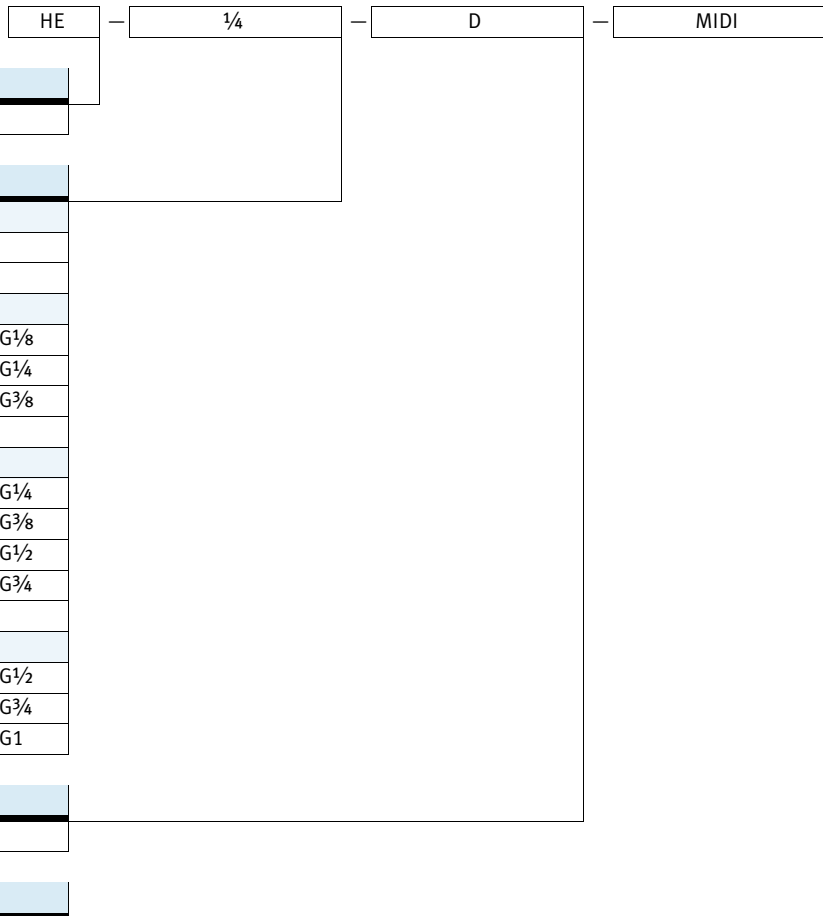 HE — ¼ — D — MIDI
G⅛
G¼
G⅜
G¼
G⅜
G½
G¾
G½
G¾
G1